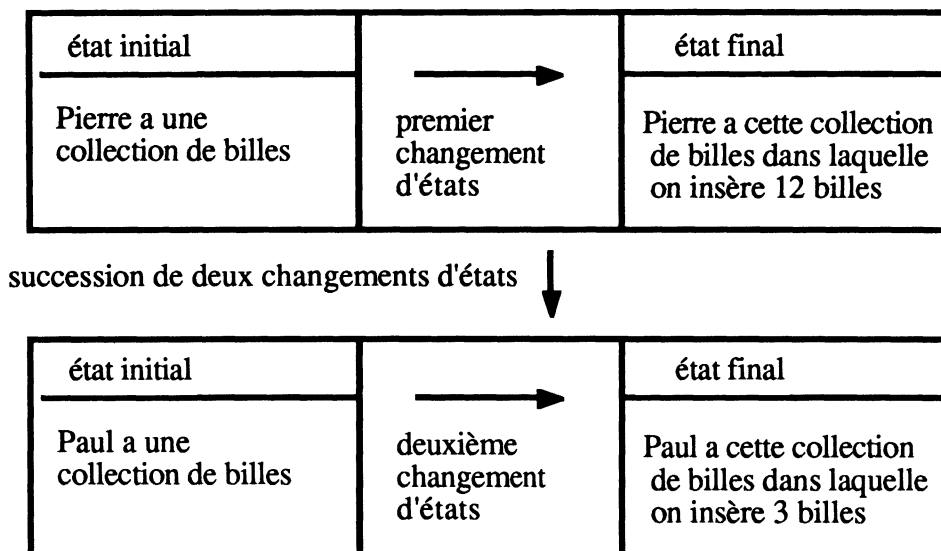 état initial
état final
Pierre a une
collection de billes
premier
changement
d'états
Pierre a cette collection
de billes dans laquelle
on insère 12 billes
succession de deux changements d'états
état initial
état final
Paul a une
collection de billes
deuxième
changement
d'états
Paul a cette collection
de billes dans laquelle
on insère 3 billes